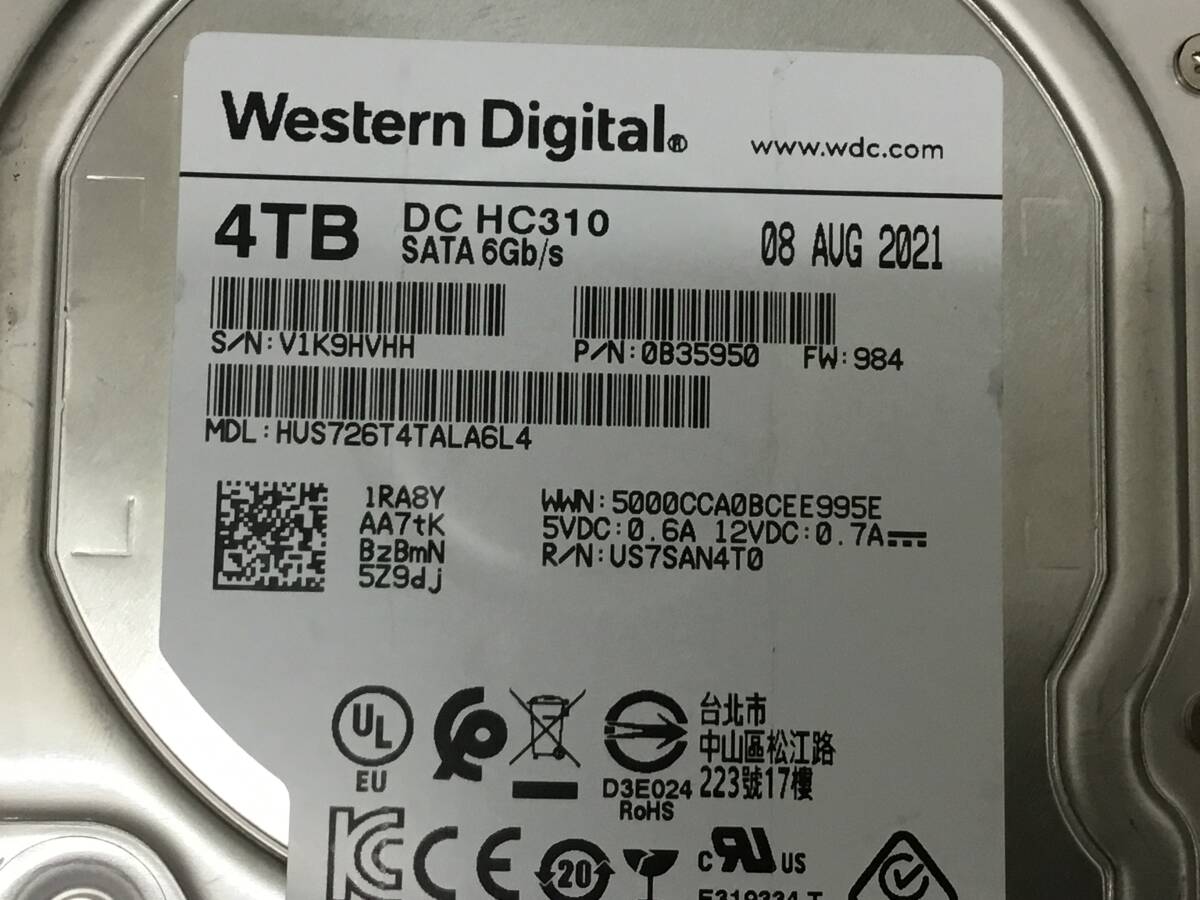 Western Digital®
www.wdc.com
4TB
DC HC310
SATA 6Gb/s
08 AUG 2021
S/N:V1K9HVHH
P/N:0B35950 FW:984
MDL:HUS726T4TALA6L4
1RA8Y
AA7tK
BzBmN
5Z9dj
WWN:5000CCA0BCEE995E
5VDC:0.6A 12VDC:0.7A
R/N:US7SAN4T0
UL
EU
D3E024
RoHS
台北市
中山區松江路
223號17樓
CE
20
c US